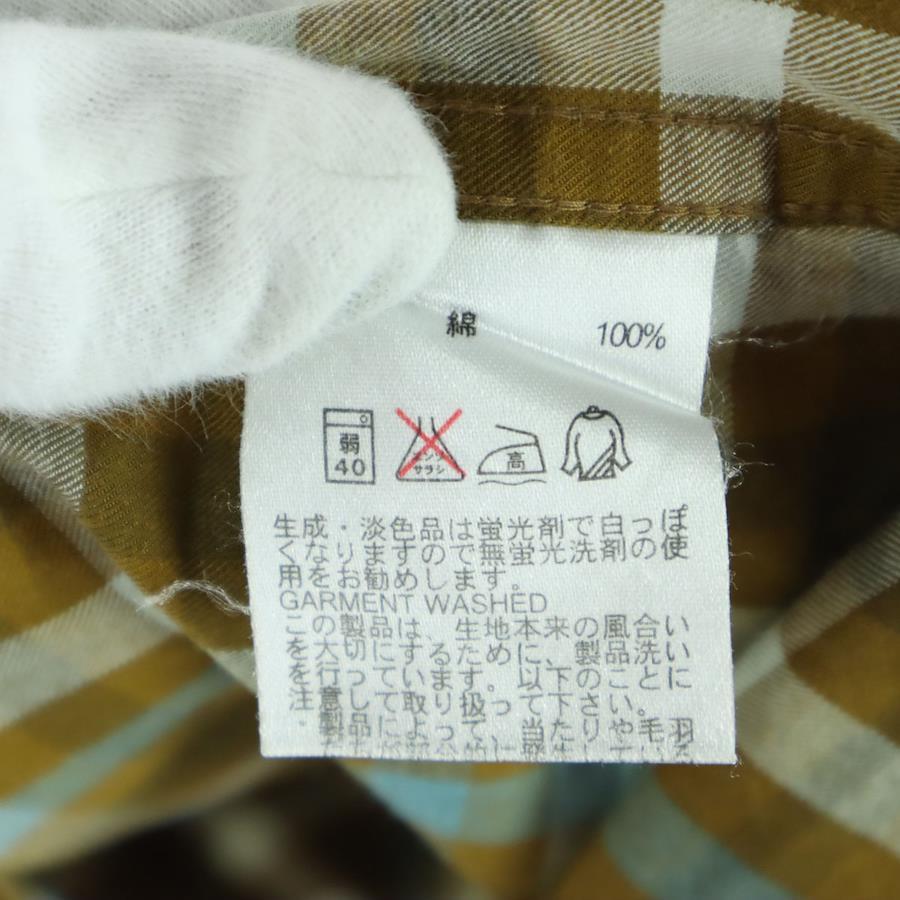 綿 100%
弱
40
エンソ
サラシ
高
生成・淡色品は蛍光剤で白っぽ
くなりますので無蛍光洗剤の使
用をお勧めします。
GARMENT WASHED
この製品は、生地本来の風合い
を大切にするために、製品洗い
を行っています。以下のことに
注意して取り扱って下さい。
・製品によって、当たりや毛羽